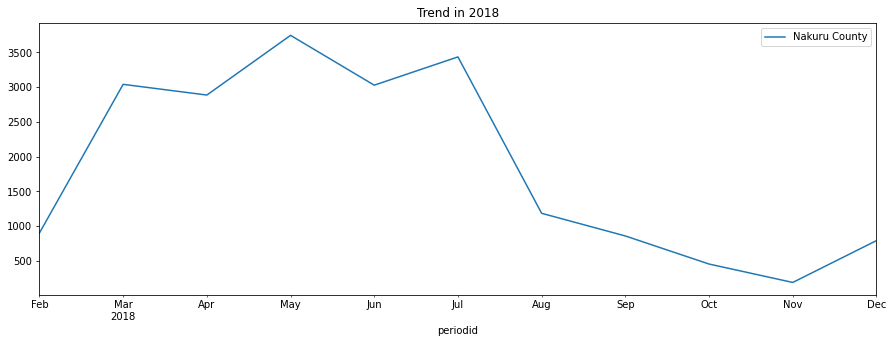 Trend in 2018
Nakuru County
3500
3000
2500
2000
1500
1000
500
Feb Mar Apr May Jun Jul Aug Sep Oct Nov Dec
2018
periodid